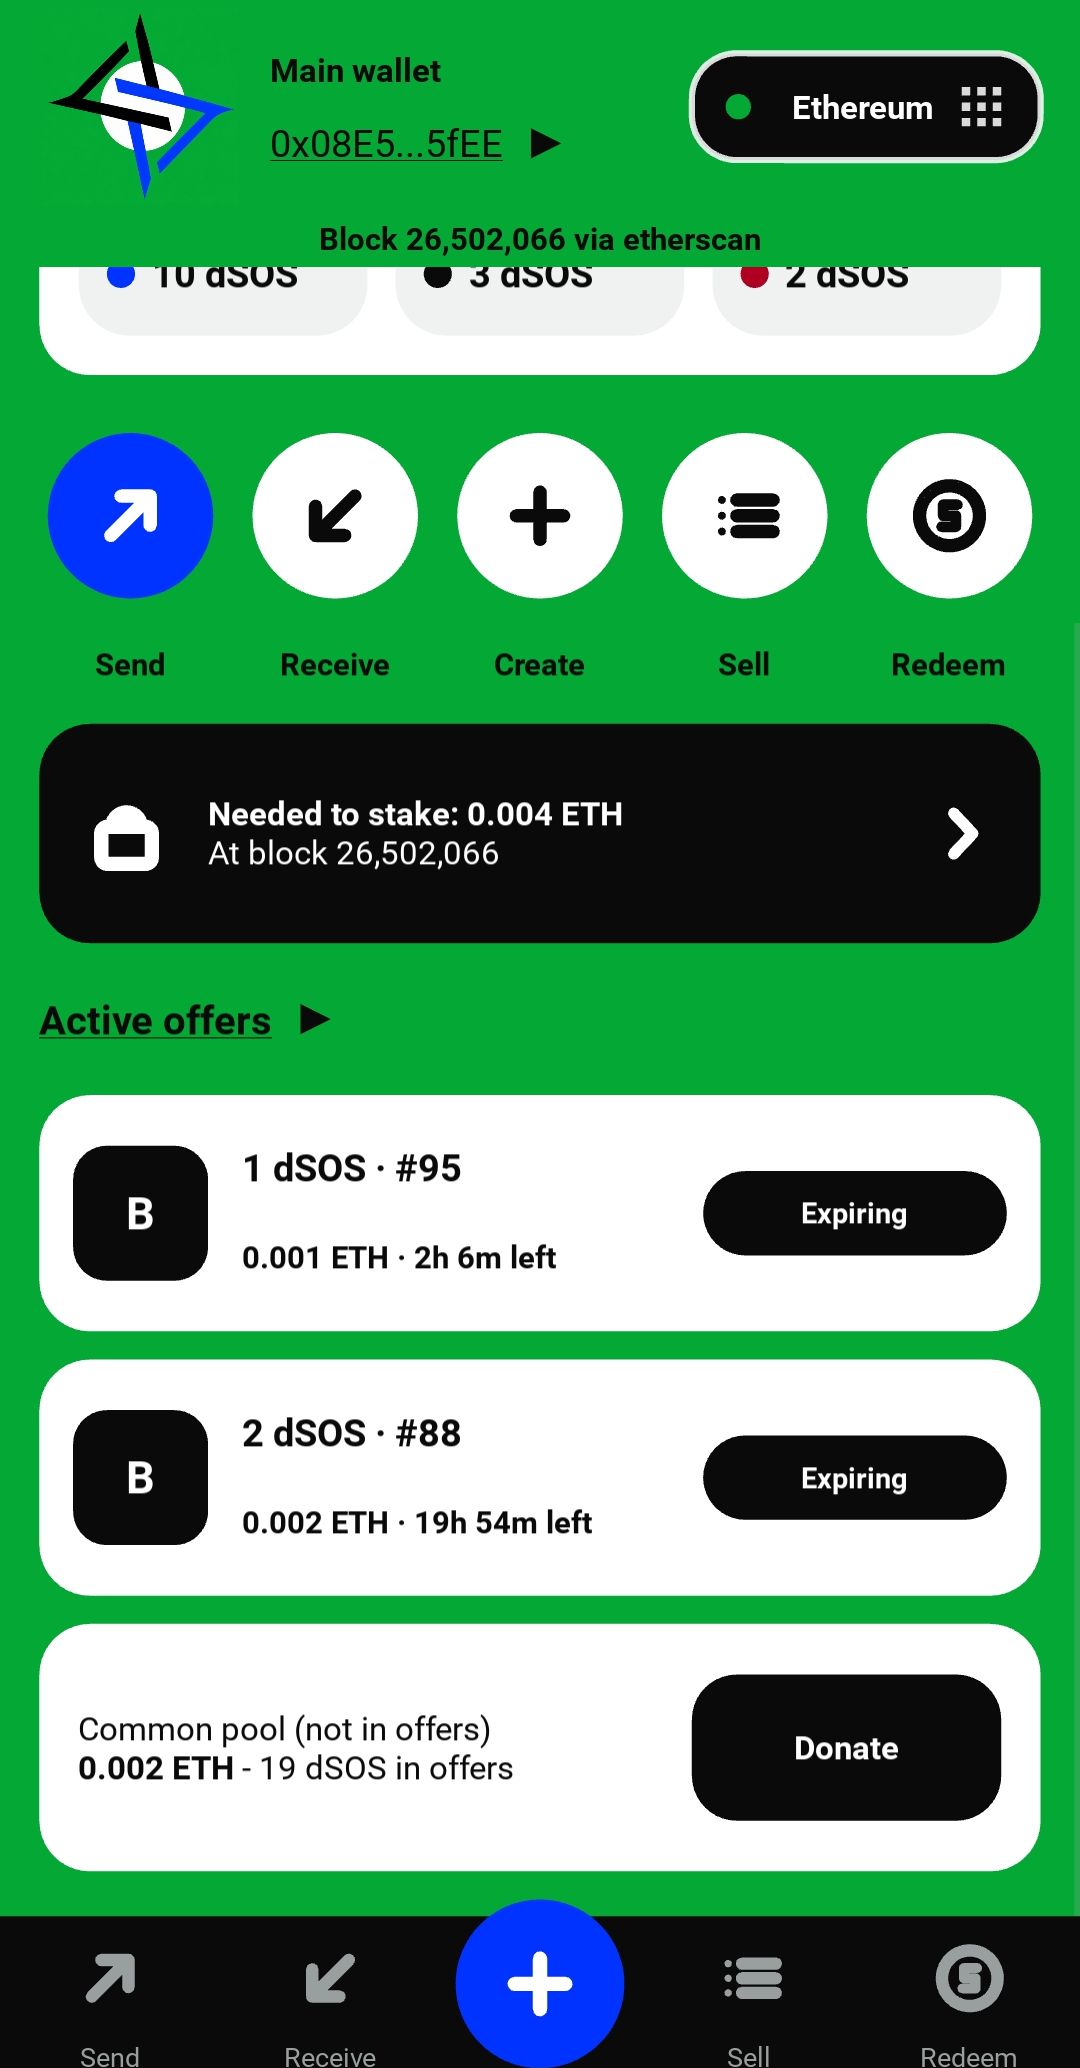 Main wallet
0x08E5...5fEE
Ethereum
Block 26,502,066 via etherscan
10 dSOS
3 dSOS
2 dSOS
Send
Receive
Create
Sell
Redeem
Needed to stake: 0.004 ETH
At block 26,502,066
Active offers
B
1 dSOS · #95
0.001 ETH · 2h 6m left
Expiring
B
2 dSOS · #88
0.002 ETH · 19h 54m left
Expiring
Common pool (not in offers)
0.002 ETH - 19 dSOS in offers
Donate
Send
Receive
Sell
Redeem